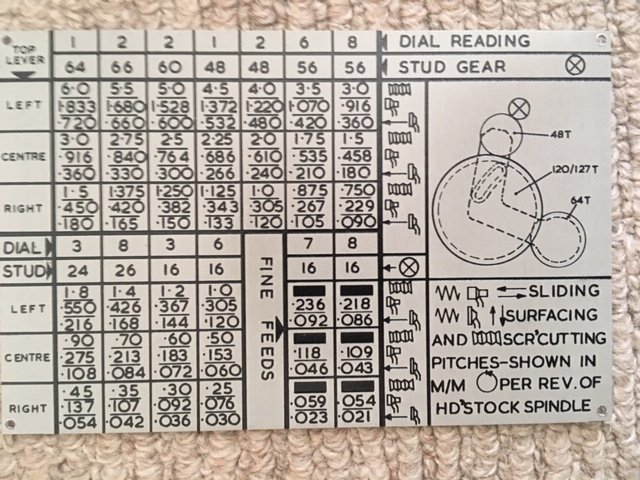 TOP LEVER 1 2 2 1 2 6 8 DIAL READING
64 66 60 48 48 56 56 STUD GEAR
LEFT 6·0 5·5 5·0 4·5 4·0 3·5 3·0
1·833 1·680 1·528 1·372 1·220 1·070 .916
.720 .660 .600 .532 .480 .420 .360
CENTRE 3·0 2·75 2·5 2·25 2·0 1·75 1·5
.916 .840 .764 .686 .610 .535 .458
.360 .330 .300 .266 .240 .210 .180
RIGHT 1·5 1·375 1·250 1·125 1·0 .875 .750
.450 .420 .382 .343 .305 .267 .229
.180 .165 .150 .133 .120 .105 .090
48T
120/127T
64T
DIAL 3 8 3 6 7 8
STUD 24 26 16 16 16 16
FINE FEEDS
LEFT 1·8 1·4 1·2 1·0
.550 .426 .367 .305 .236 .218
.216 .168 .144 .120 .092 .086
CENTRE .90 .70 .60 .50
.275 .213 .183 .153 .118 .109
.108 .084 .072 .060 .046 .043
RIGHT .45 .35 .30 .25
.137 .107 .092 .076 .059 .054
.054 .042 .036 .030 .023 .021
SLIDING
SURFACING
AND SCR'CUTTING
PITCHES-SHOWN IN
M/M PER REV. OF
HD'STOCK SPINDLE